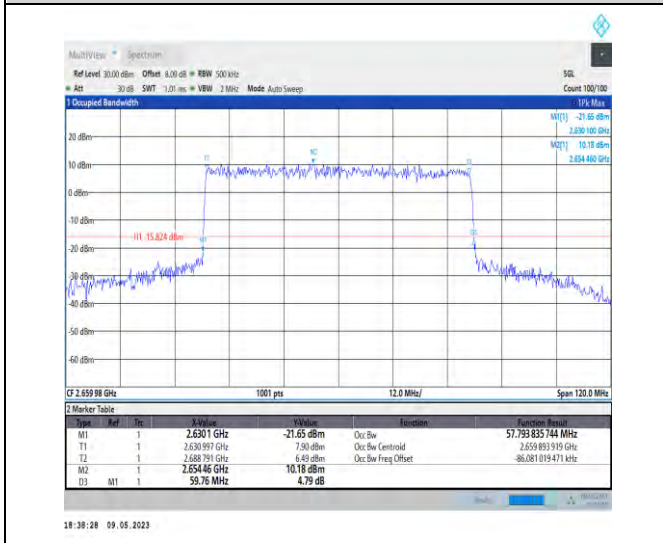 MultiView Spectrum
Ref Level 30.00 dBm Offset 8.00 dB RBW 500 kHz SGL
Att 30 dB SWT 1.01 ms VBW 2 MHz Mode Auto Sweep Count 100/100
1 Occupied Bandwidth 1Pk Max
M1[1] -21.65 dBm
2.630 100 GHz
M2[1] 10.18 dBm
2.654 460 GHz
20 dBm
10 dBm
0 dBm
-10 dBm
H1 -15.824 dBm
-20 dBm
-30 dBm
-40 dBm
-50 dBm
-60 dBm
T1
M2
T2
M1
D3
CF 2.659 98 GHz 1001 pts 12.0 MHz/ Span 120.0 MHz
2 Marker Table
Type Ref Trc X-Value Y-Value Function Function Result
M1 1 2.6301 GHz -21.65 dBm Occ Bw 57.793 835 744 MHz
T1 1 2.630 997 GHz 7.90 dBm Occ Bw Centroid 2.659 893 919 GHz
T2 1 2.688 791 GHz 6.49 dBm Occ Bw Freq Offset -86.081 019 471 kHz
M2 1 2.654 46 GHz 10.18 dBm
D3 M1 1 59.76 MHz 4.79 dB
18:38:28 09.05.2023